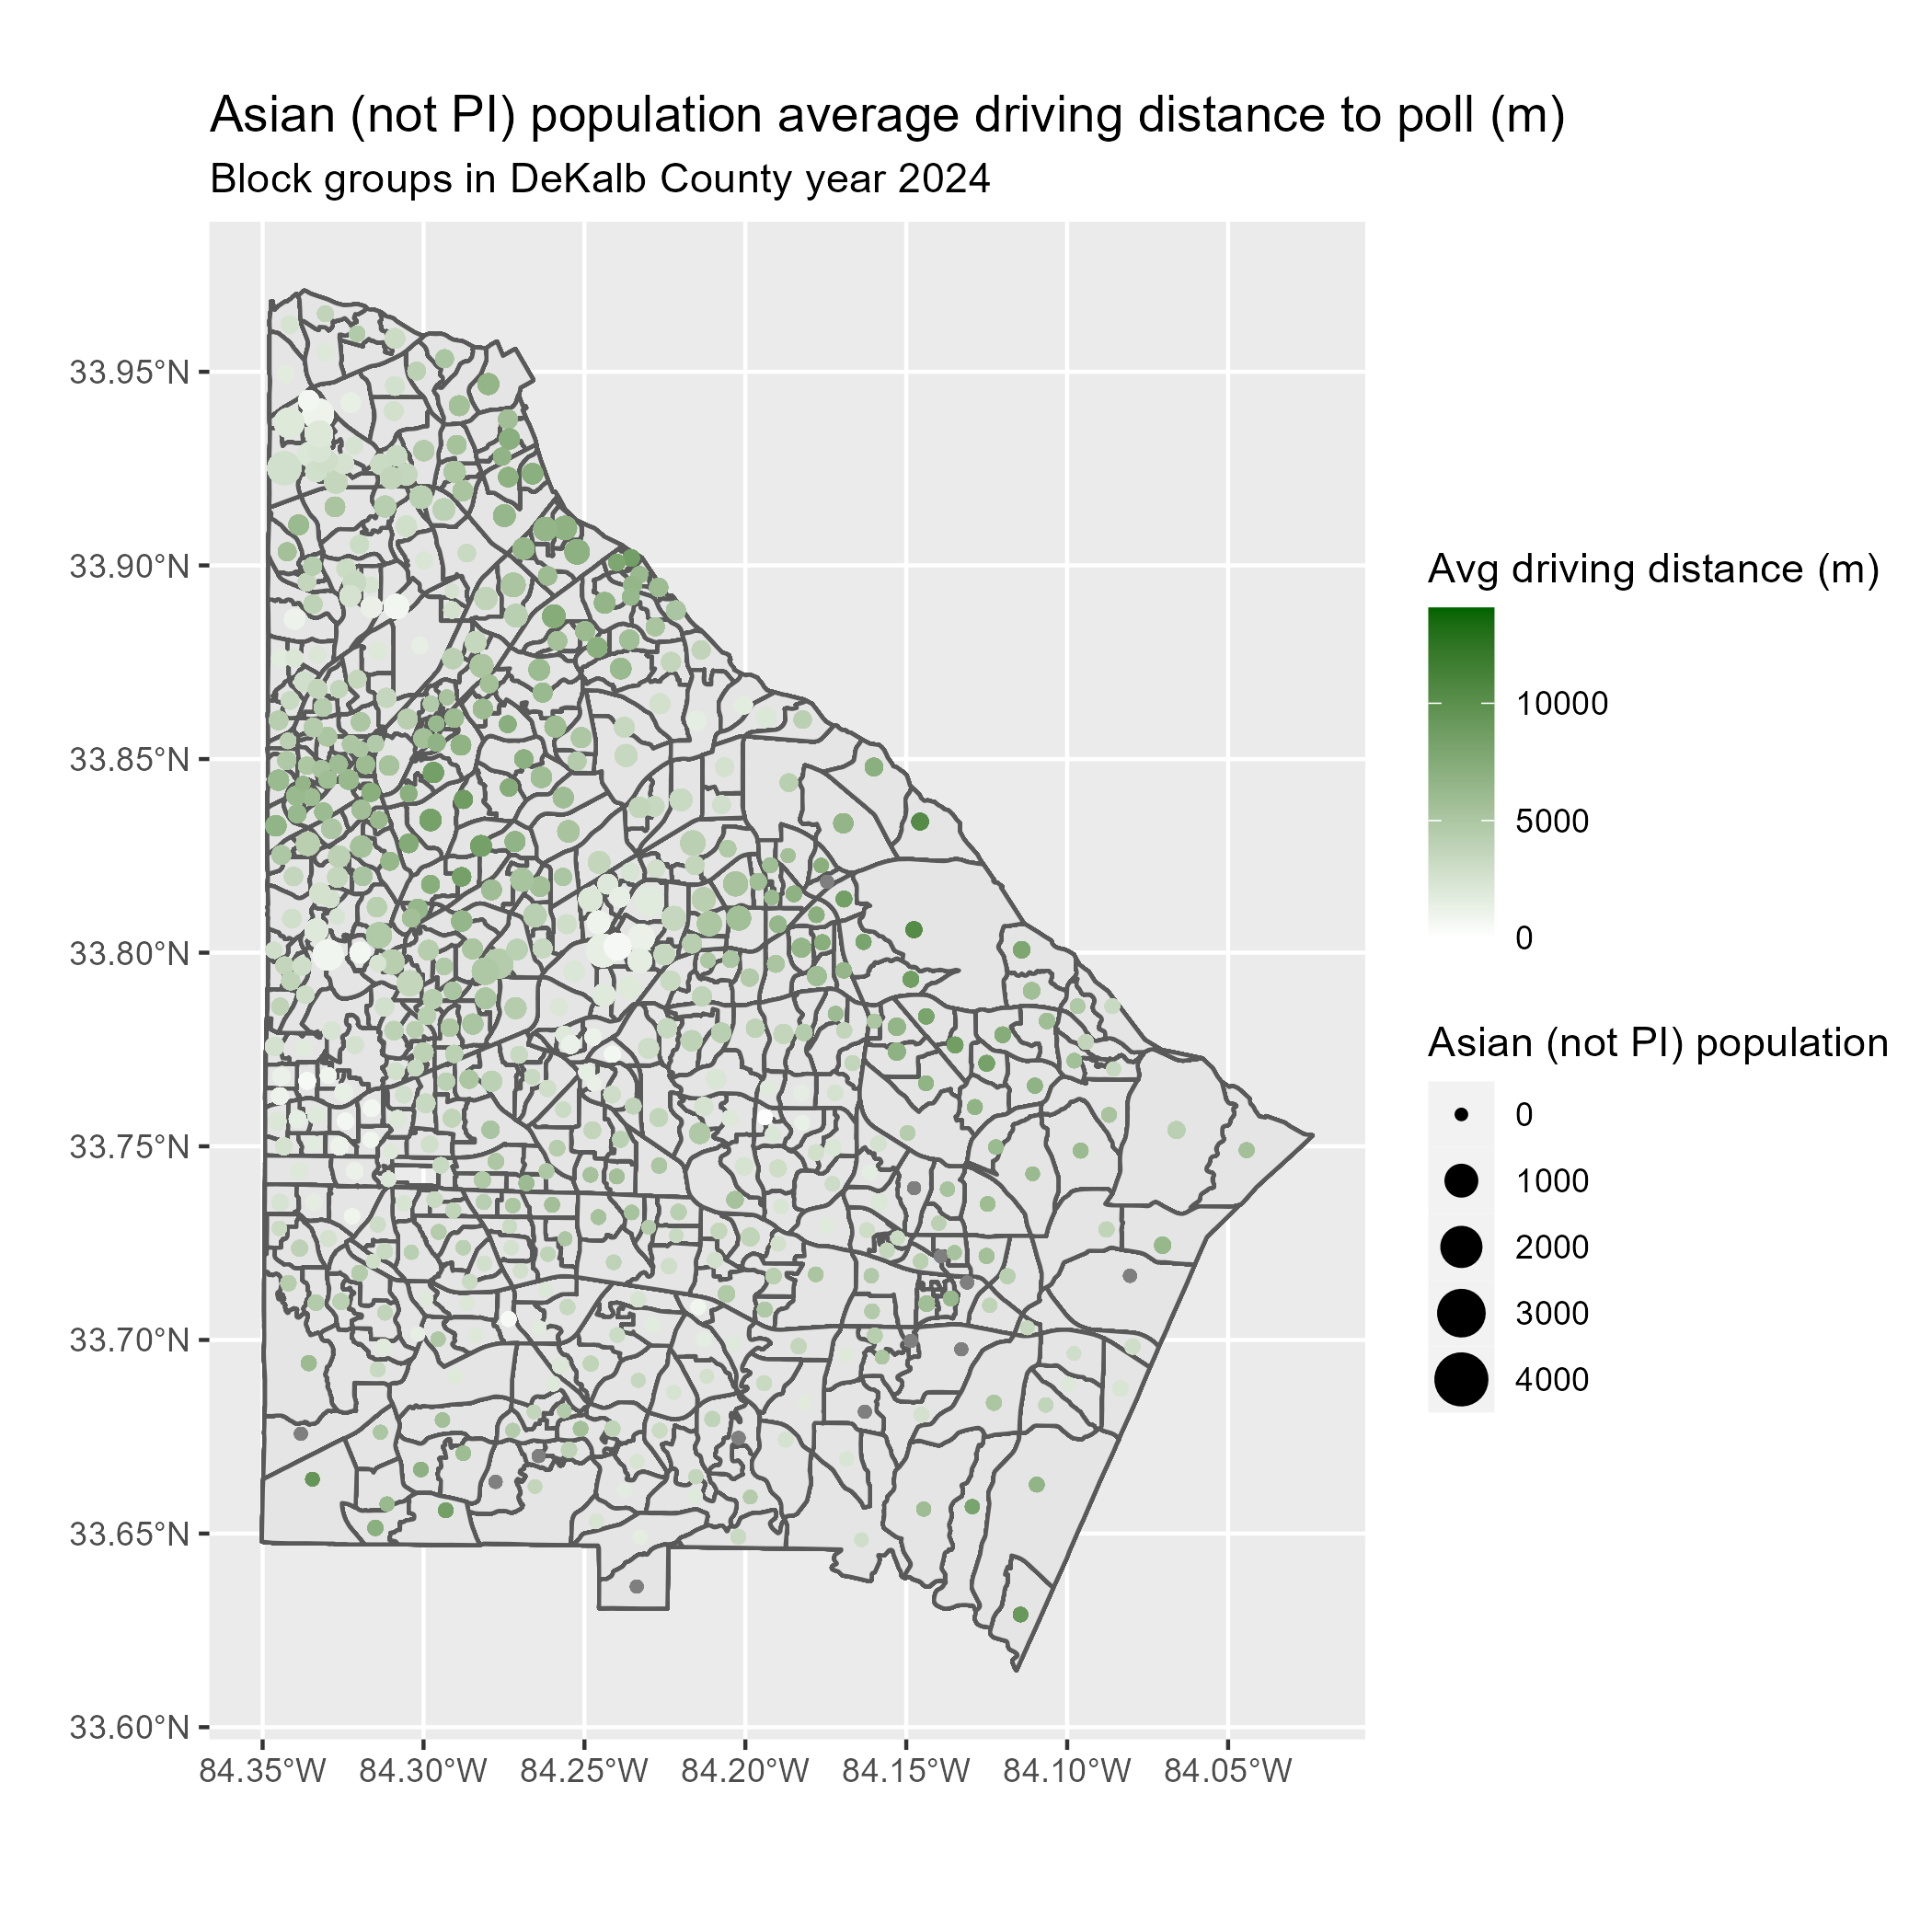 Asian (not PI) population average driving distance to poll (m)
Block groups in DeKalb County year 2024
33.95°N
33.90°N
33.85°N
33.80°N
33.75°N
33.70°N
33.65°N
33.60°N
84.35°W
84.30°W
84.25°W
84.20°W
84.15°W
84.10°W
84.05°W
Avg driving distance (m)
10000
5000
0
Asian (not PI) population
0
1000
2000
3000
4000